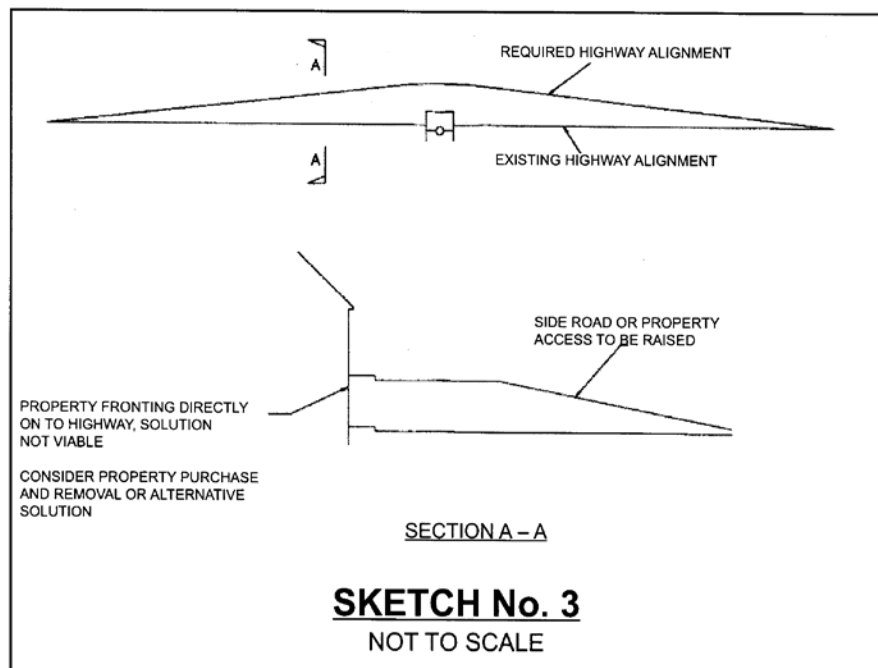 A
REQUIRED HIGHWAY ALIGNMENT
A
EXISTING HIGHWAY ALIGNMENT
SIDE ROAD OR PROPERTY
ACCESS TO BE RAISED
PROPERTY FRONTING DIRECTLY
ON TO HIGHWAY, SOLUTION
NOT VIABLE
CONSIDER PROPERTY PURCHASE
AND REMOVAL OR ALTERNATIVE
SOLUTION
SECTION A – A
SKETCH No. 3
NOT TO SCALE